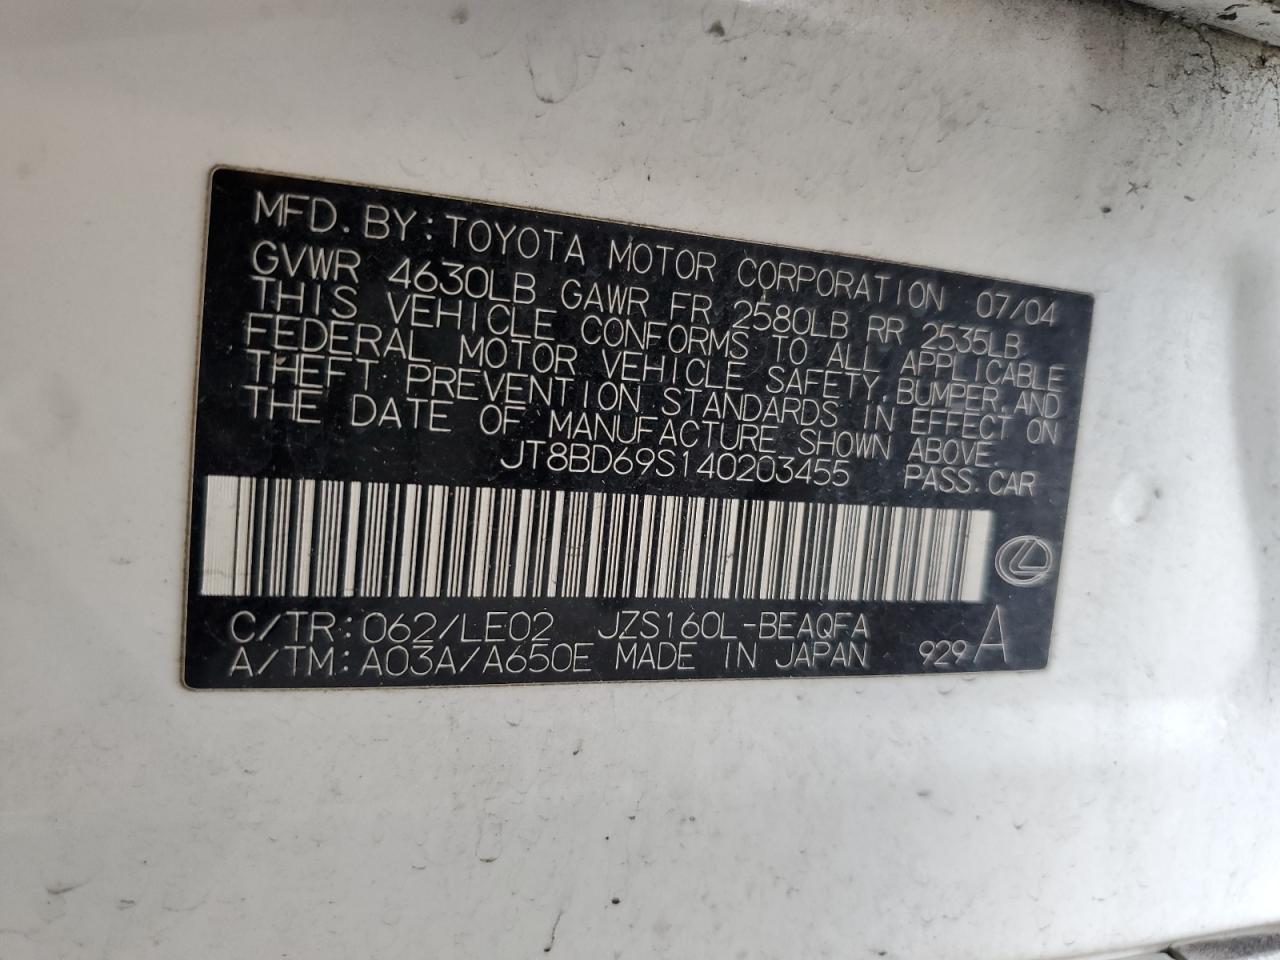 MFD. BY: TOYOTA MOTOR CORPORATION 07/04
GVWR 4630LB GAWR FR 2580LB RR 2535LB
THIS VEHICLE CONFORMS TO ALL APPLICABLE
FEDERAL MOTOR VEHICLE SAFETY, BUMPER, AND
THEFT PREVENTION STANDARDS IN EFFECT ON
THE DATE OF MANUFACTURE SHOWN ABOVE.
JT8BD69S140203455 PASS. CAR
C/TR: 062/LE02 JZS160L-BEAQFA
A/TM: A03A/A650E MADE IN JAPAN 929 A